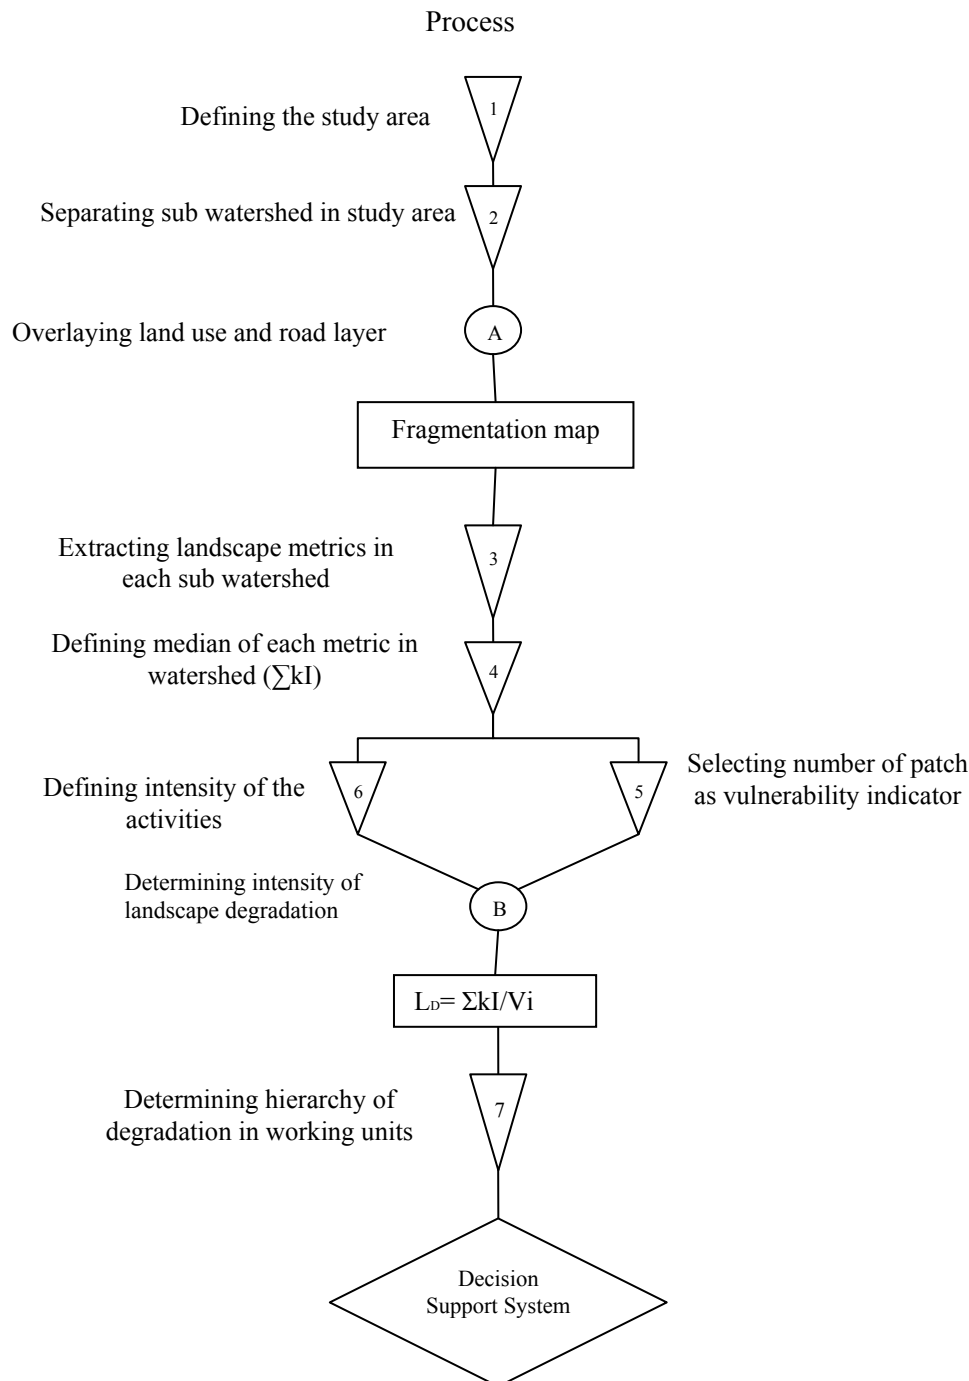 Process
1
Defining the study area
Separating sub watershed in study area
2
Overlaying land use and road layer
A
Fragmentation map
Extracting landscape metrics in
each sub watershed
3
Defining median of each metric in
watershed (∑kI)
4
Defining intensity of the
activities
6
5
Selecting number of patch
as vulnerability indicator
Determining intensity of
landscape degradation
B
LD= ΣkI/Vi
Determining hierarchy of
degradation in working units
7
Decision
Support System